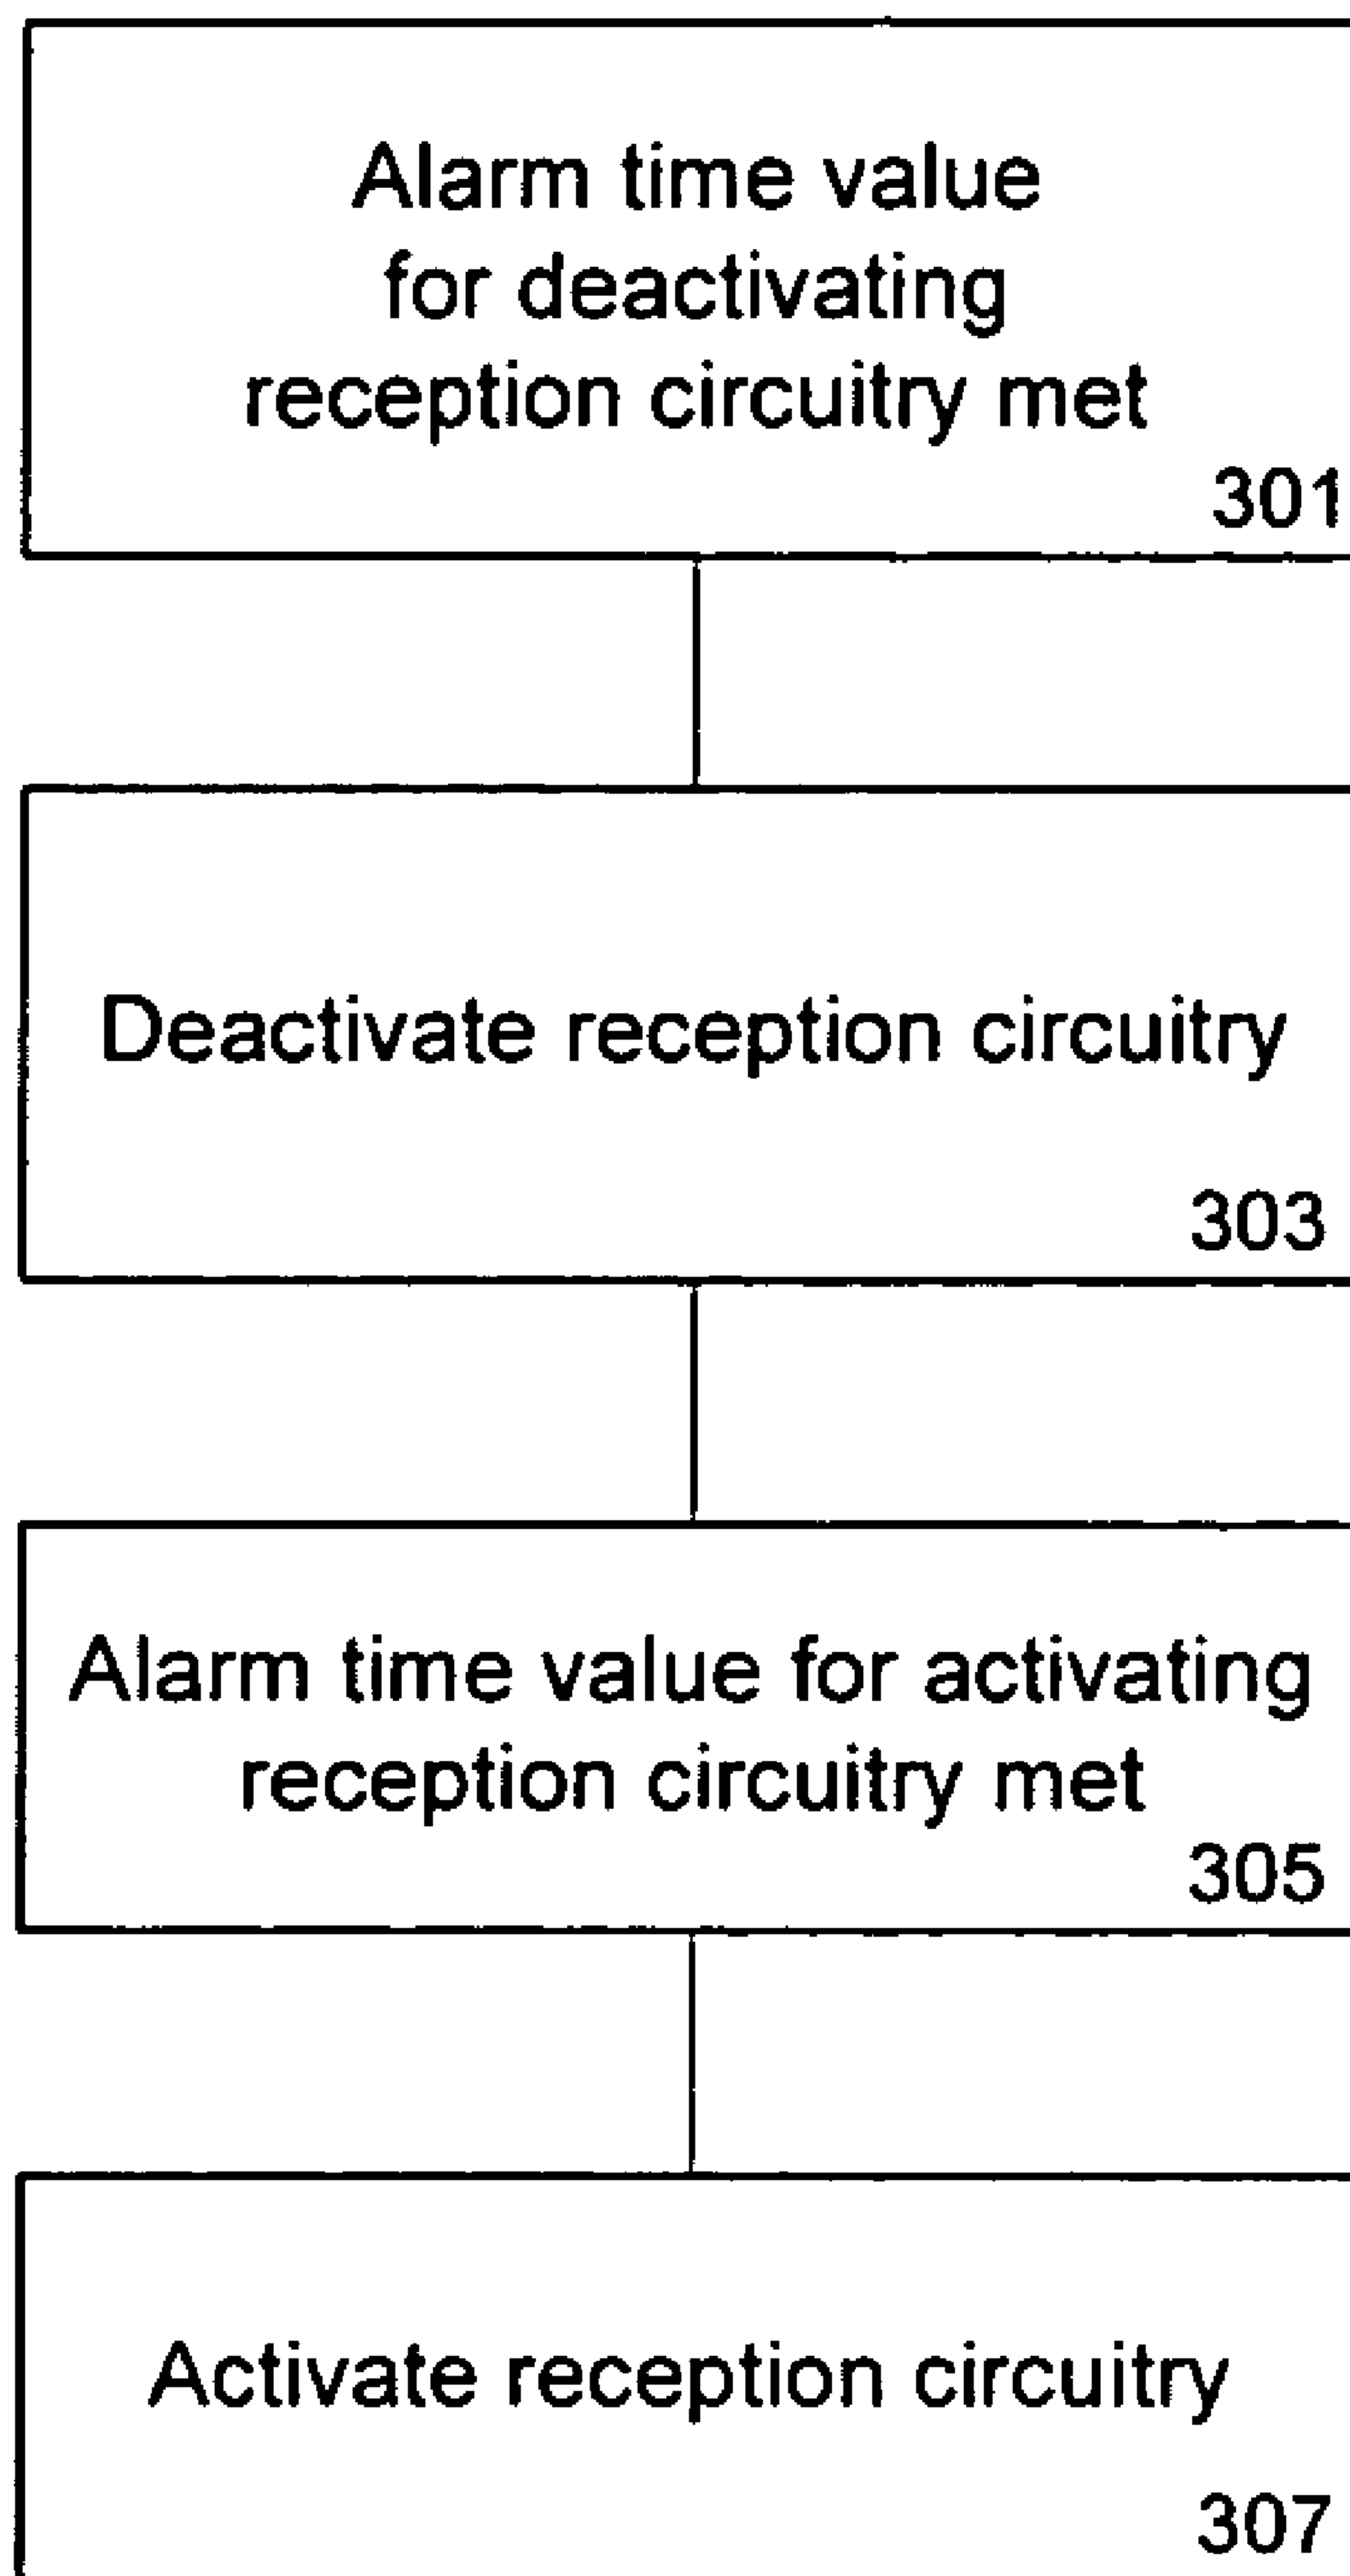 Alarm time value
for deactivating
reception circuitry met
301
Deactivate reception circuitry
303
Alarm time value for activating
reception circuitry met
305
Activate reception circuitry
307